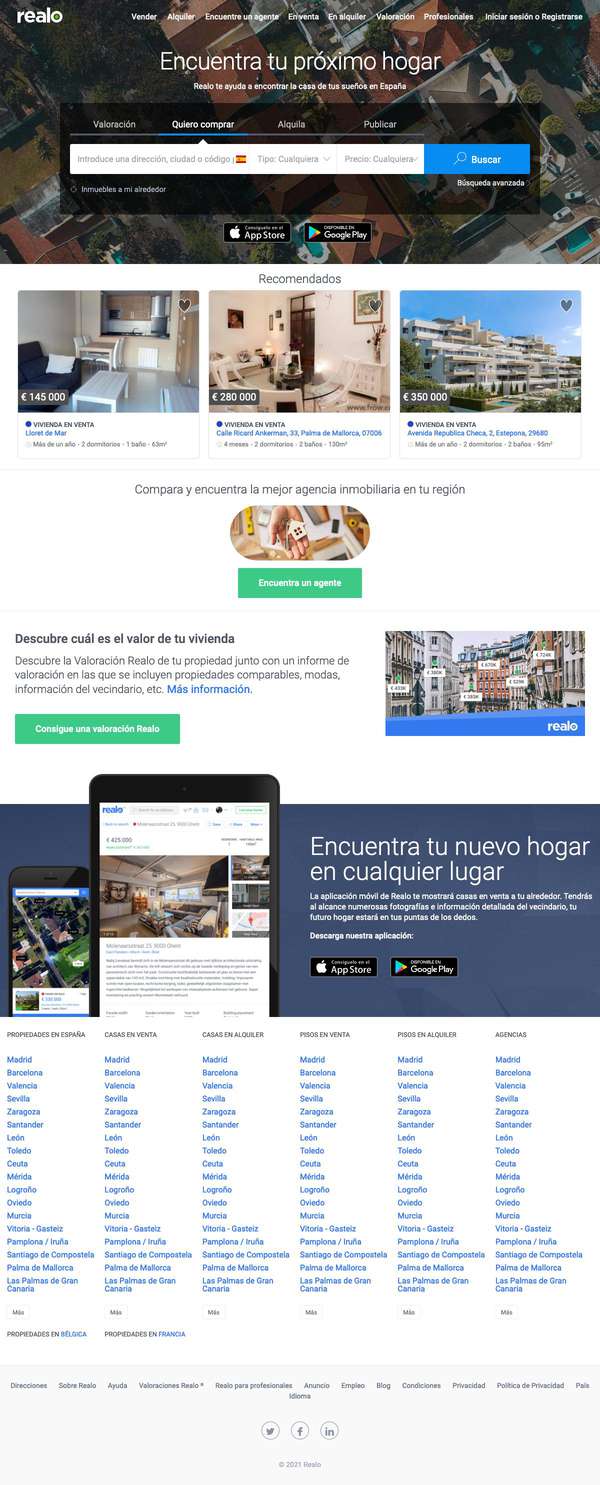 realo
Vender Alquiler Encuentre un agente En venta En alquiler Valoración Profesionales Iniciar sesión o Registrarse
Encuentra tu próximo hogar
Realo te ayuda a encontrar la casa de tus sueños en España
Valoración Quiero comprar Alquila Publicar
Introduce una dirección, ciudad o código Tipo: Cualquiera Precio: Cualquiera Buscar
Inmuebles a mi alrededor Búsqueda avanzada
Consíguelo en el App Store DISPONIBLE EN Google Play
Recomendados
€ 145 000 € 280 000 € 350 000
VIVIENDA EN VENTA VIVIENDA EN VENTA VIVIENDA EN VENTA
Lloret de Mar Calle Ricard Ankerman, 33, Palma de Mallorca, 07006 Avenida Republica Checa, 2, Estepona, 29680
Más de un año - 2 dormitorios - 1 baño - 63m² 4 meses - 2 dormitorios - 2 baños - 130m² Más de un año - 2 dormitorios - 2 baños - 95m²
Compara y encuentra la mejor agencia inmobiliaria en tu región
Encuentra un agente
Descubre cuál es el valor de tu vivienda
Descubre la Valoración Realo de tu propiedad junto con un informe de
valoración en las que se incluyen propiedades comparables, modas,
información del vecindario, etc. Más información.
Consigue una valoración Realo
€ 724K
€ 670K
€ 380K
€ 529K
€ 433K
€ 383K
realo
realo
€ 425 000
Molenaarsstraat 25, 9000 Ghent
Encuentra tu nuevo hogar
en cualquier lugar
La aplicación móvil de Realo te mostrará casas en venta a tu alrededor. Tendrás
al alcance numerosas fotografías e información detallada del vecindario, tu
futuro hogar estará en tus puntas de los dedos.
Descarga nuestra aplicación:
Consíguelo en el App Store DISPONIBLE EN Google Play
PROPIEDADES EN ESPAÑA CASAS EN VENTA CASAS EN ALQUILER PISOS EN VENTA PISOS EN ALQUILER AGENCIAS
Madrid Madrid Madrid Madrid Madrid Madrid
Barcelona Barcelona Barcelona Barcelona Barcelona Barcelona
Valencia Valencia Valencia Valencia Valencia Valencia
Sevilla Sevilla Sevilla Sevilla Sevilla Sevilla
Zaragoza Zaragoza Zaragoza Zaragoza Zaragoza Zaragoza
Santander Santander Santander Santander Santander Santander
León León León León León León
Toledo Toledo Toledo Toledo Toledo Toledo
Ceuta Ceuta Ceuta Ceuta Ceuta Ceuta
Mérida Mérida Mérida Mérida Mérida Mérida
Logroño Logroño Logroño Logroño Logroño Logroño
Oviedo Oviedo Oviedo Oviedo Oviedo Oviedo
Murcia Murcia Murcia Murcia Murcia Murcia
Vitoria - Gasteiz Vitoria - Gasteiz Vitoria - Gasteiz Vitoria - Gasteiz Vitoria - Gasteiz Vitoria - Gasteiz
Pamplona / Iruña Pamplona / Iruña Pamplona / Iruña Pamplona / Iruña Pamplona / Iruña Pamplona / Iruña
Santiago de Compostela Santiago de Compostela Santiago de Compostela Santiago de Compostela Santiago de Compostela Santiago de Compostela
Palma de Mallorca Palma de Mallorca Palma de Mallorca Palma de Mallorca Palma de Mallorca Palma de Mallorca
Las Palmas de Gran Las Palmas de Gran Las Palmas de Gran Las Palmas de Gran Las Palmas de Gran Las Palmas de Gran
Canaria Canaria Canaria Canaria Canaria Canaria
Más Más Más Más Más Más
PROPIEDADES EN BÉLGICA PROPIEDADES EN FRANCIA
Direcciones Sobre Realo Ayuda Valoraciones Realo ® Realo para profesionales Anuncio Empleo Blog Condiciones Privacidad Política de Privacidad País
Idioma
© 2021 Realo